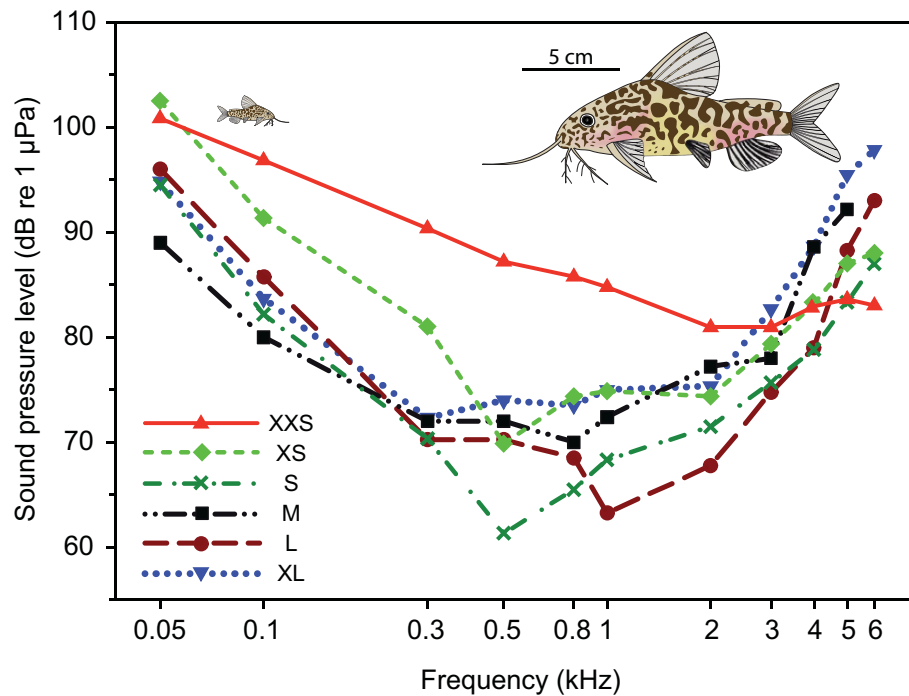 110
100
90
80
70
60
Sound pressure level (dB re 1 μPa)
5 cm
XXS
XS
S
M
L
XL
0.05 0.1 0.3 0.5 0.8 1 2 3 4 5 6
Frequency (kHz)